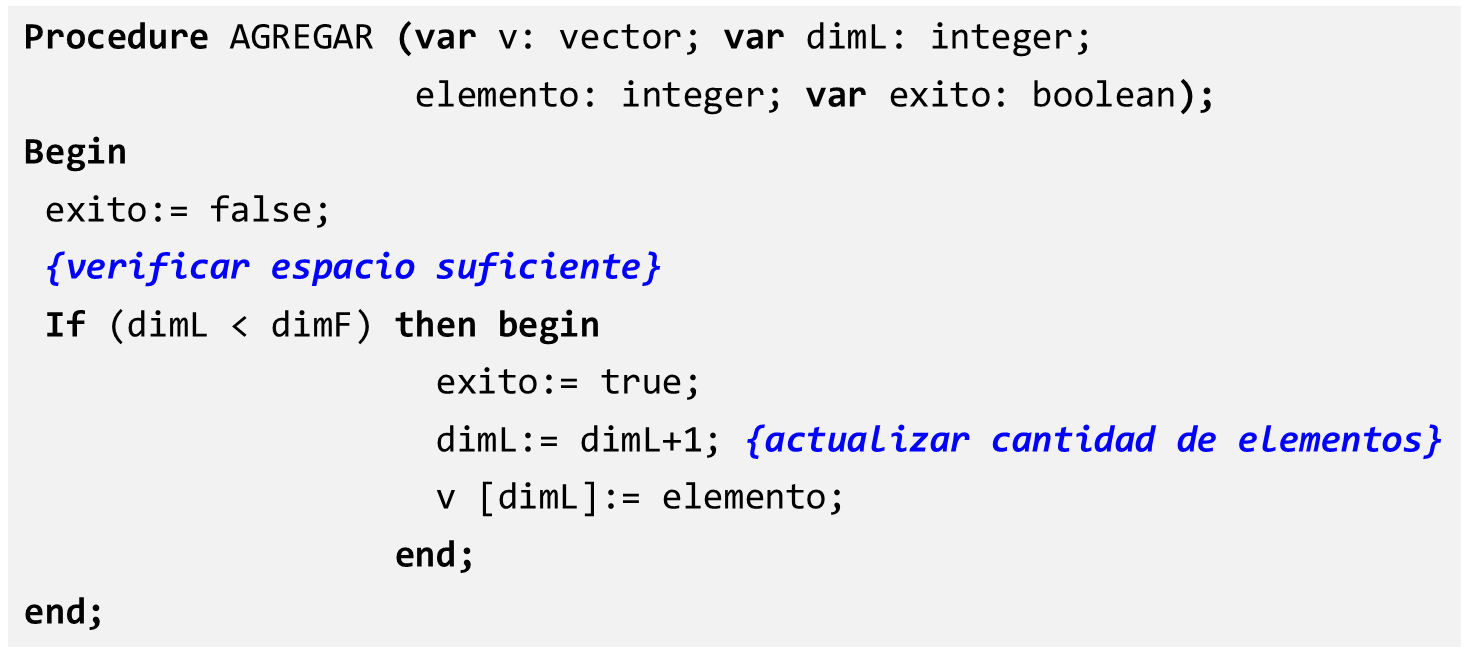 Procedure AGREGAR (var v: vector; var dimL: integer;
elemento: integer; var exito: boolean);
Begin
exito:= false;
{verificar espacio suficiente}
If (dimL < dimF) then begin
exito:= true;
dimL:= dimL+1; {actualizar cantidad de elementos}
v [dimL]:= elemento;
end;
end;